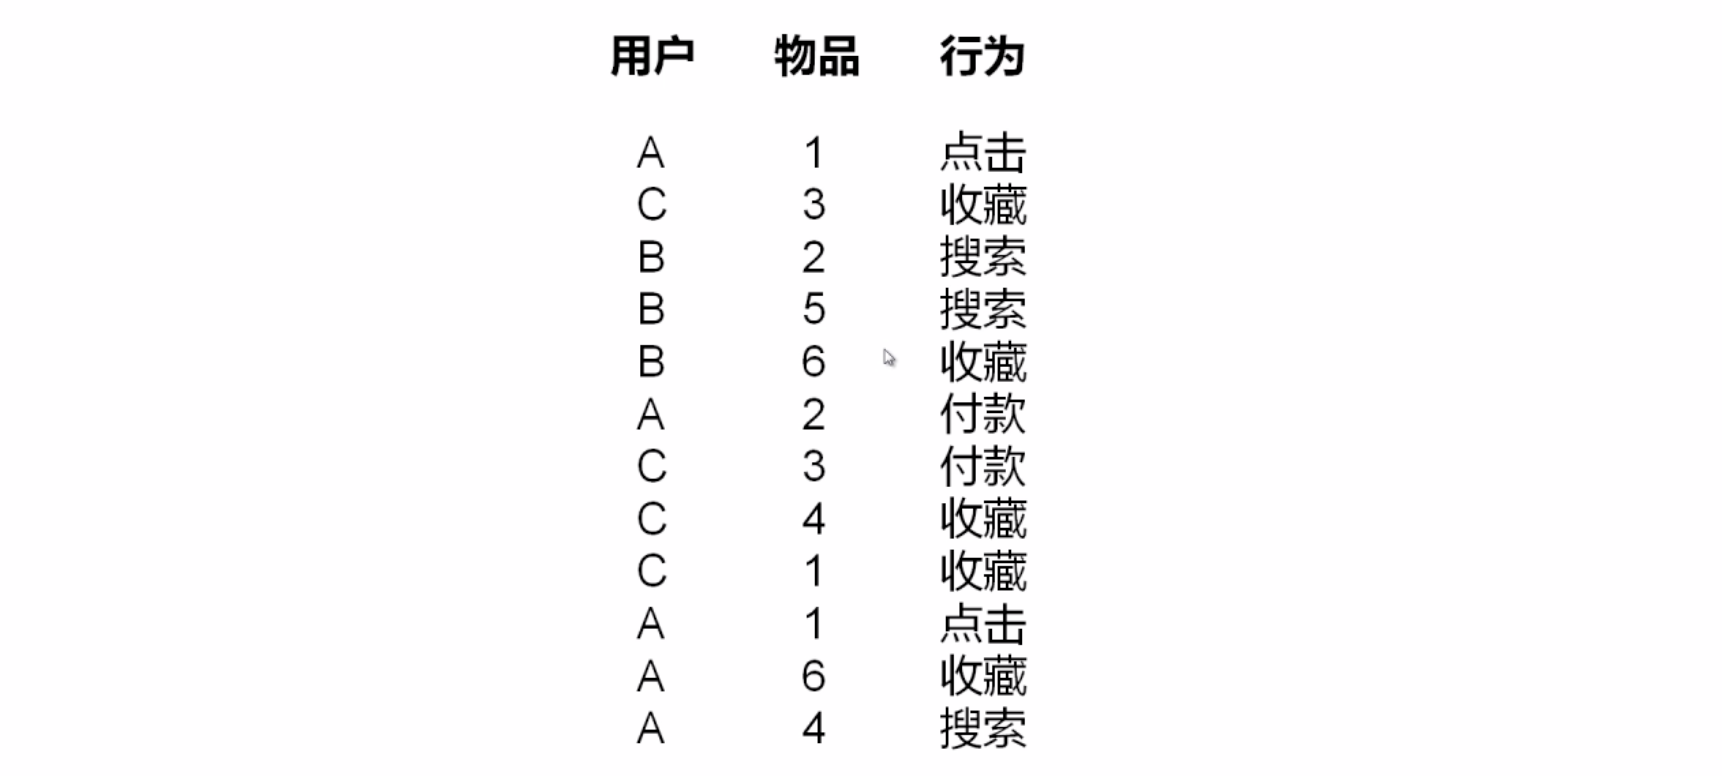 用户 物品 行为
A 1 点击
C 3 收藏
B 2 搜索
B 5 搜索
B 6 收藏
A 2 付款
C 3 付款
C 4 收藏
C 1 收藏
A 1 点击
A 6 收藏
A 4 搜索